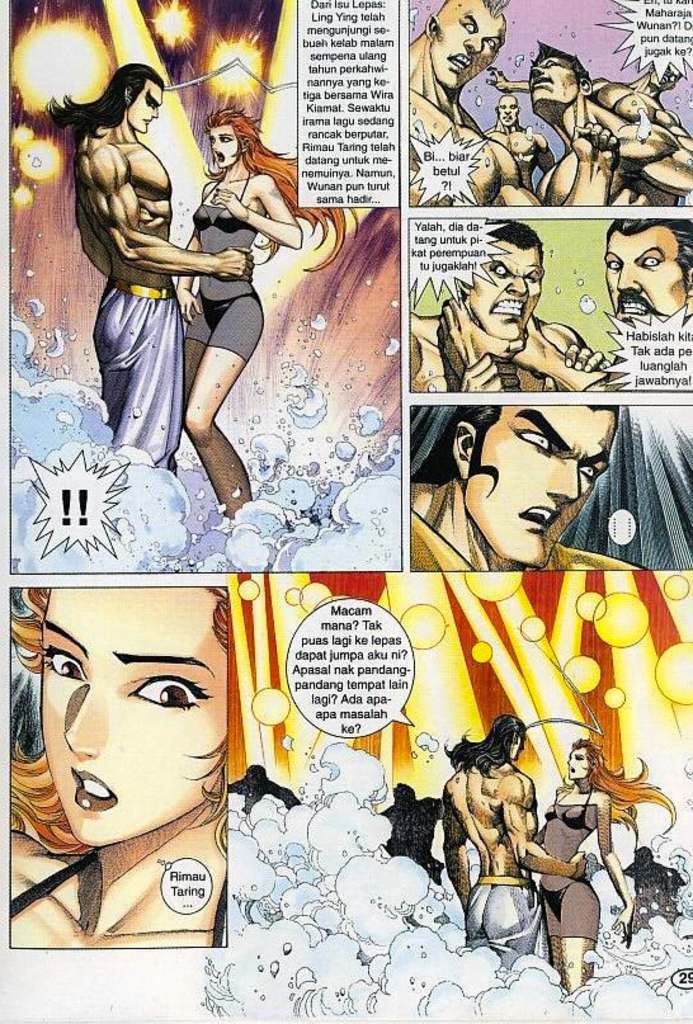 Dari Isu Lepas:
Ling Ying telah
mengunjungi se-
buah kelab malam
sempena ulang
tahun perkahwi-
nannya yang ke-
tiga bersama Wira
Kiamat. Sewaktu
irama lagu sedang
rancak berputar,
Rimau Taring telah
datang untuk me-
nemuinya. Namun,
Wunan pun turut
sama hadir...
!!
Maharaja
Wunan?! D
pun datang
jugak ke?
Bi... biar
betul
?!
Yalah, dia da-
tang untuk pi-
kat perempuan
tu jugaklah!
Habislah kita
Tak ada pe-
luanglah
jawabnya!
......
Rimau
Taring
...
Macam
mana? Tak
puas lagi ke lepas
dapat jumpa aku ni?
Apasal nak pandang-
pandang tempat lain
lagi? Ada apa-
apa masalah
ke?
29